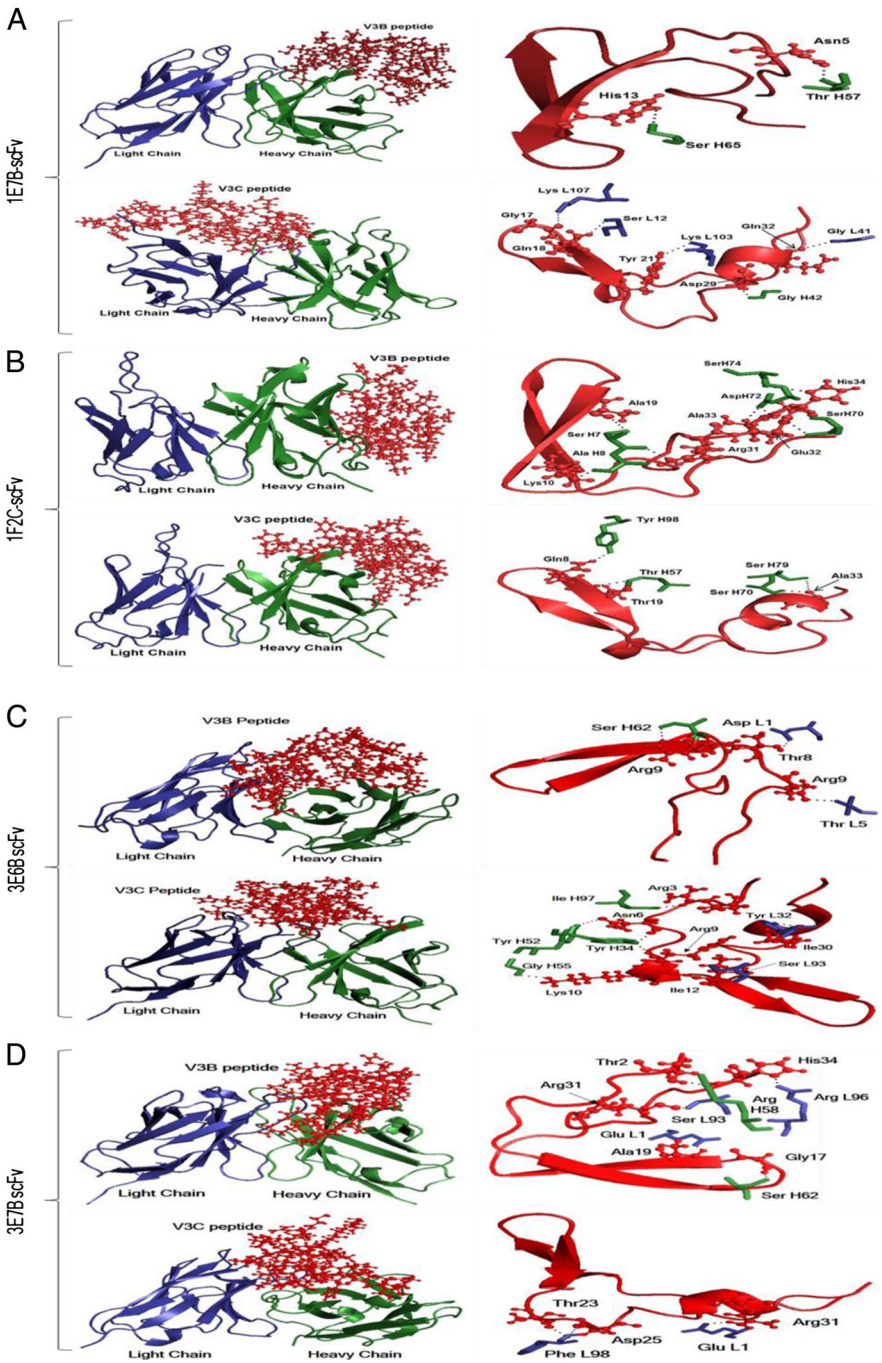 A
1E7B-scFv
V3B peptide
Light Chain
Heavy Chain
Asn5
Thr H57
His13
Ser H65
V3C peptide
Light Chain
Heavy Chain
Lys L107
Gly17
Ser L12
Gln18
Lys L103
Gln32
Gly L41
Tyr 21
Asp29
Gly H42
B
1F2C-scFv
V3B peptide
Light Chain
Heavy Chain
SerH74
Ala19
AspH72
His34
Ala33
Ser H7
SerH70
Ala H8
Arg31
Glu32
Lys10
V3C peptide
Light Chain
Heavy Chain
Tyr H98
Gln8
Thr H57
Thr19
Ser H79
Ala33
Ser H70
C
3E6B scFv
V3B Peptide
Light Chain
Heavy Chain
Ser H62
Asp L1
Arg9
Thr8
Arg9
Thr L5
V3C Peptide
Light Chain
Heavy Chain
Ile H97
Arg3
Asn6
Arg9
Tyr L32
Tyr H52
Tyr H34
Ile30
Gly H55
Ser L93
Lys10
Ile12
D
3E7B scFv
V3B peptide
Light Chain
Heavy Chain
Thr2
His34
Arg31
Arg
H58
Arg L96
Ser L93
Glu L1
Ala19
Gly17
Ser H62
V3C peptide
Light Chain
Heavy Chain
Thr23
Arg31
Asp25
Phe L98
Glu L1